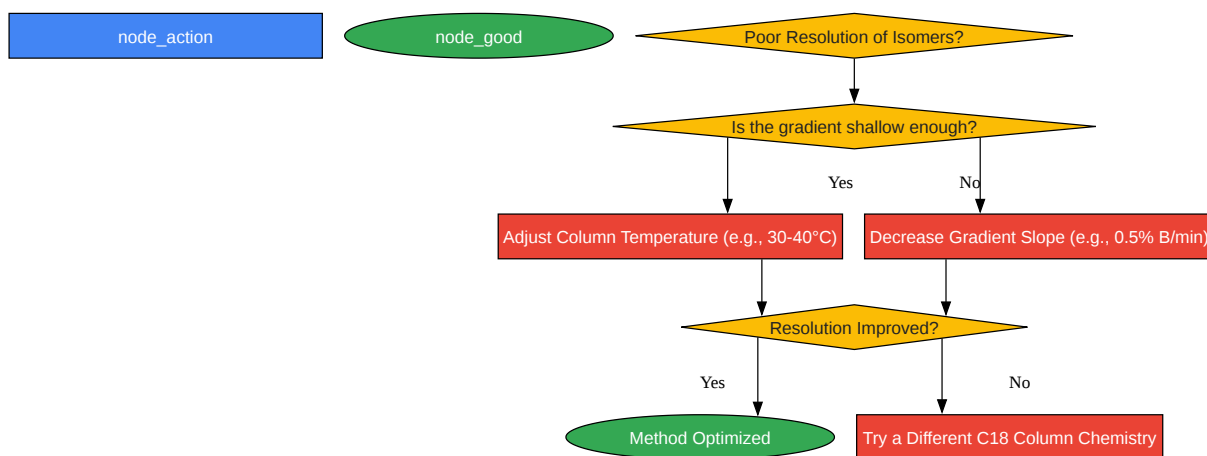 node_action
node_good
Poor Resolution of Isomers?
Is the gradient shallow enough?
Yes
No
Adjust Column Temperature (e.g., 30-40°C)
Decrease Gradient Slope (e.g., 0.5% B/min)
Resolution Improved?
Yes
No
Method Optimized
Try a Different C18 Column Chemistry